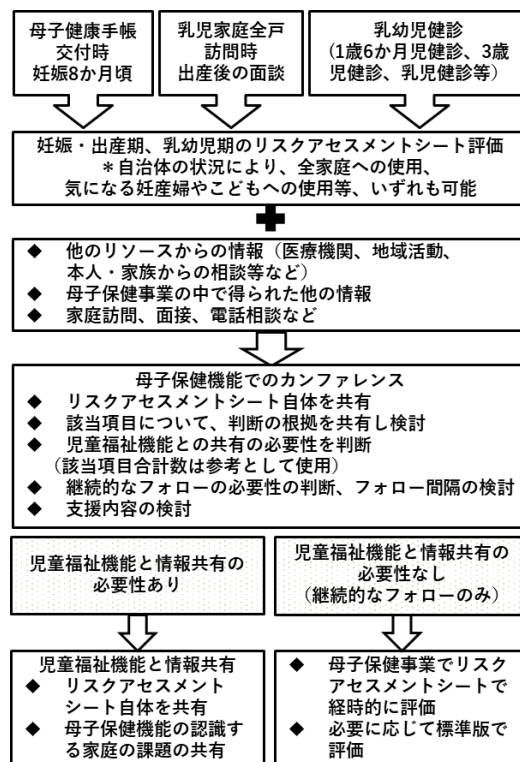 母子健康手帳
交付時
妊娠8か月頃
乳児家庭全戸
訪問時
出産後の面談
乳幼児健診
(1歳6か月児健診、3歳
児健診、乳児健診等）
妊娠・出産期、乳幼児期のリスクアセスメントシート評価
＊自治体の状況により、全家庭への使用、
気になる妊産婦やこどもへの使用等、いずれも可能
◆ 他のリソースからの情報（医療機関、地域活動、
本人・家族からの相談等など）
◆ 母子保健事業の中で得られた他の情報
◆ 家庭訪問、面接、電話相談など
母子保健機能でのカンファレンス
◆ リスクアセスメントシート自体を共有
◆ 該当項目について、判断の根拠を共有し検討
◆ 児童福祉機能との共有の必要性を判断
（該当項目合計数は参考として使用）
◆ 継続的なフォローの必要性の判断、フォロー間隔の検討
◆ 支援内容の検討
児童福祉機能と情報共有の
必要性あり
児童福祉機能と情報共有の
必要性なし
（継続的なフォローのみ）
児童福祉機能と情報共有
◆ リスクアセスメント
シート自体を共有
◆ 母子保健機能の認識す
る家庭の課題の共有
◆ 母子保健事業でリスク
アセスメントシートで
経時的に評価
◆ 必要に応じて標準版で
評価